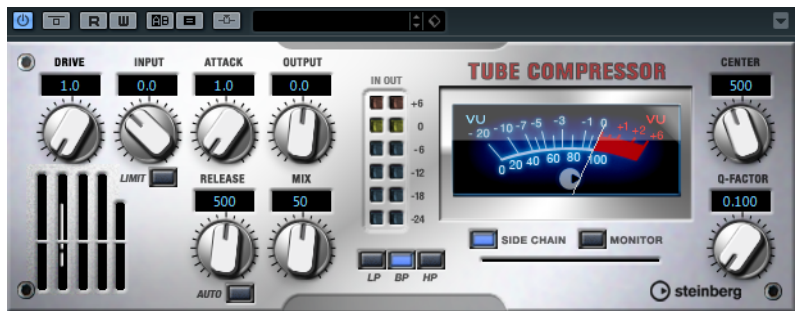 R W AB
DRIVE INPUT ATTACK OUTPUT
1.0 0.0 1.0 0.0
IN OUT
+6
0
-6
-12
-18
-24
TUBE COMPRESSOR
VU VU
- 20 -10 -7 -5 -3 -1 0 +1 +2 +6
0 20 40 60 80 100
CENTER
500
LIMIT
RELEASE MIX
500 50
AUTO
LP BP HP
SIDE CHAIN MONITOR
Q-FACTOR
0.100
steinberg